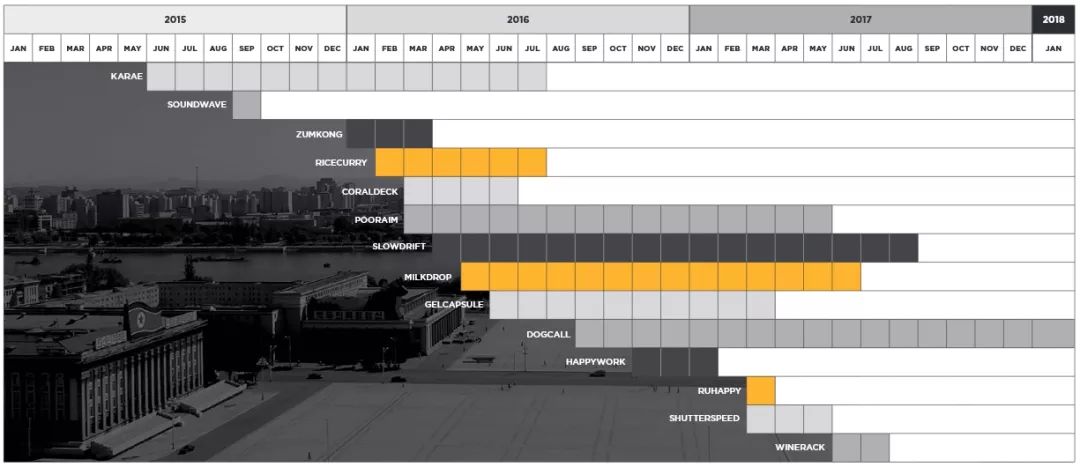 2015 2016 2017 2018
JAN FEB MAR APR MAY JUN JUL AUG SEP OCT NOV DEC JAN FEB MAR APR MAY JUN JUL AUG SEP OCT NOV DEC JAN FEB MAR APR MAY JUN JUL AUG SEP OCT NOV DEC JAN
KARAE
SOUNDWAVE
ZUMKONG
RICECURRY
CORALDECK
POORAIM
SLOWDRIFT
MILKDROP
GELCAPSULE
DOGCALL
HAPPYWORK
RUHAPPY
SHUTTERSPEED
WINERACK